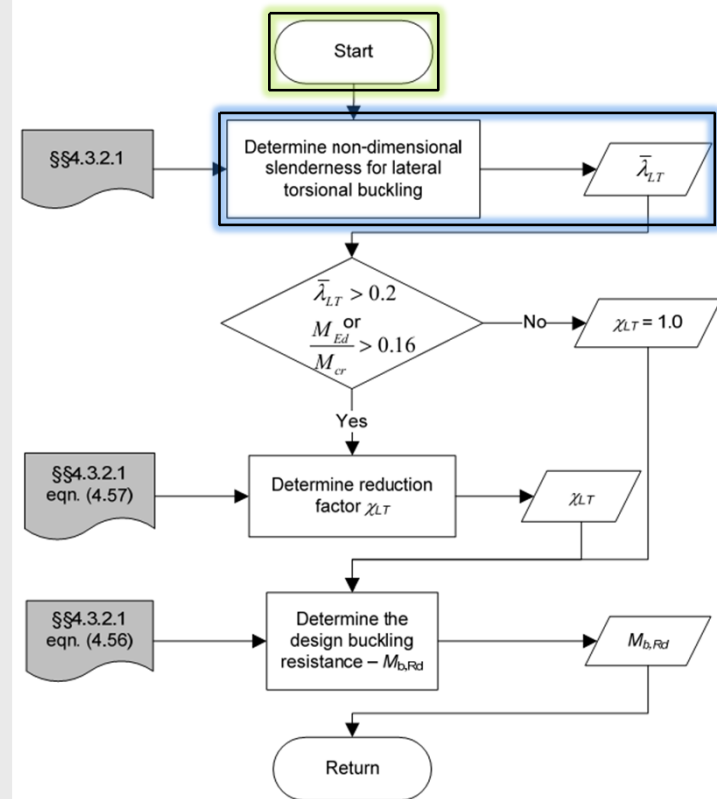 Start
§§4.3.2.1
Determine non-dimensional
slenderness for lateral
torsional buckling
λ̅LT
λ̅LT > 0.2
or
MEd
Mcr
> 0.16
No
χLT = 1.0
Yes
§§4.3.2.1
eqn. (4.57)
Determine reduction
factor χLT
χLT
§§4.3.2.1
eqn. (4.56)
Determine the
design buckling
resistance – Mb,Rd
Mb,Rd
Return